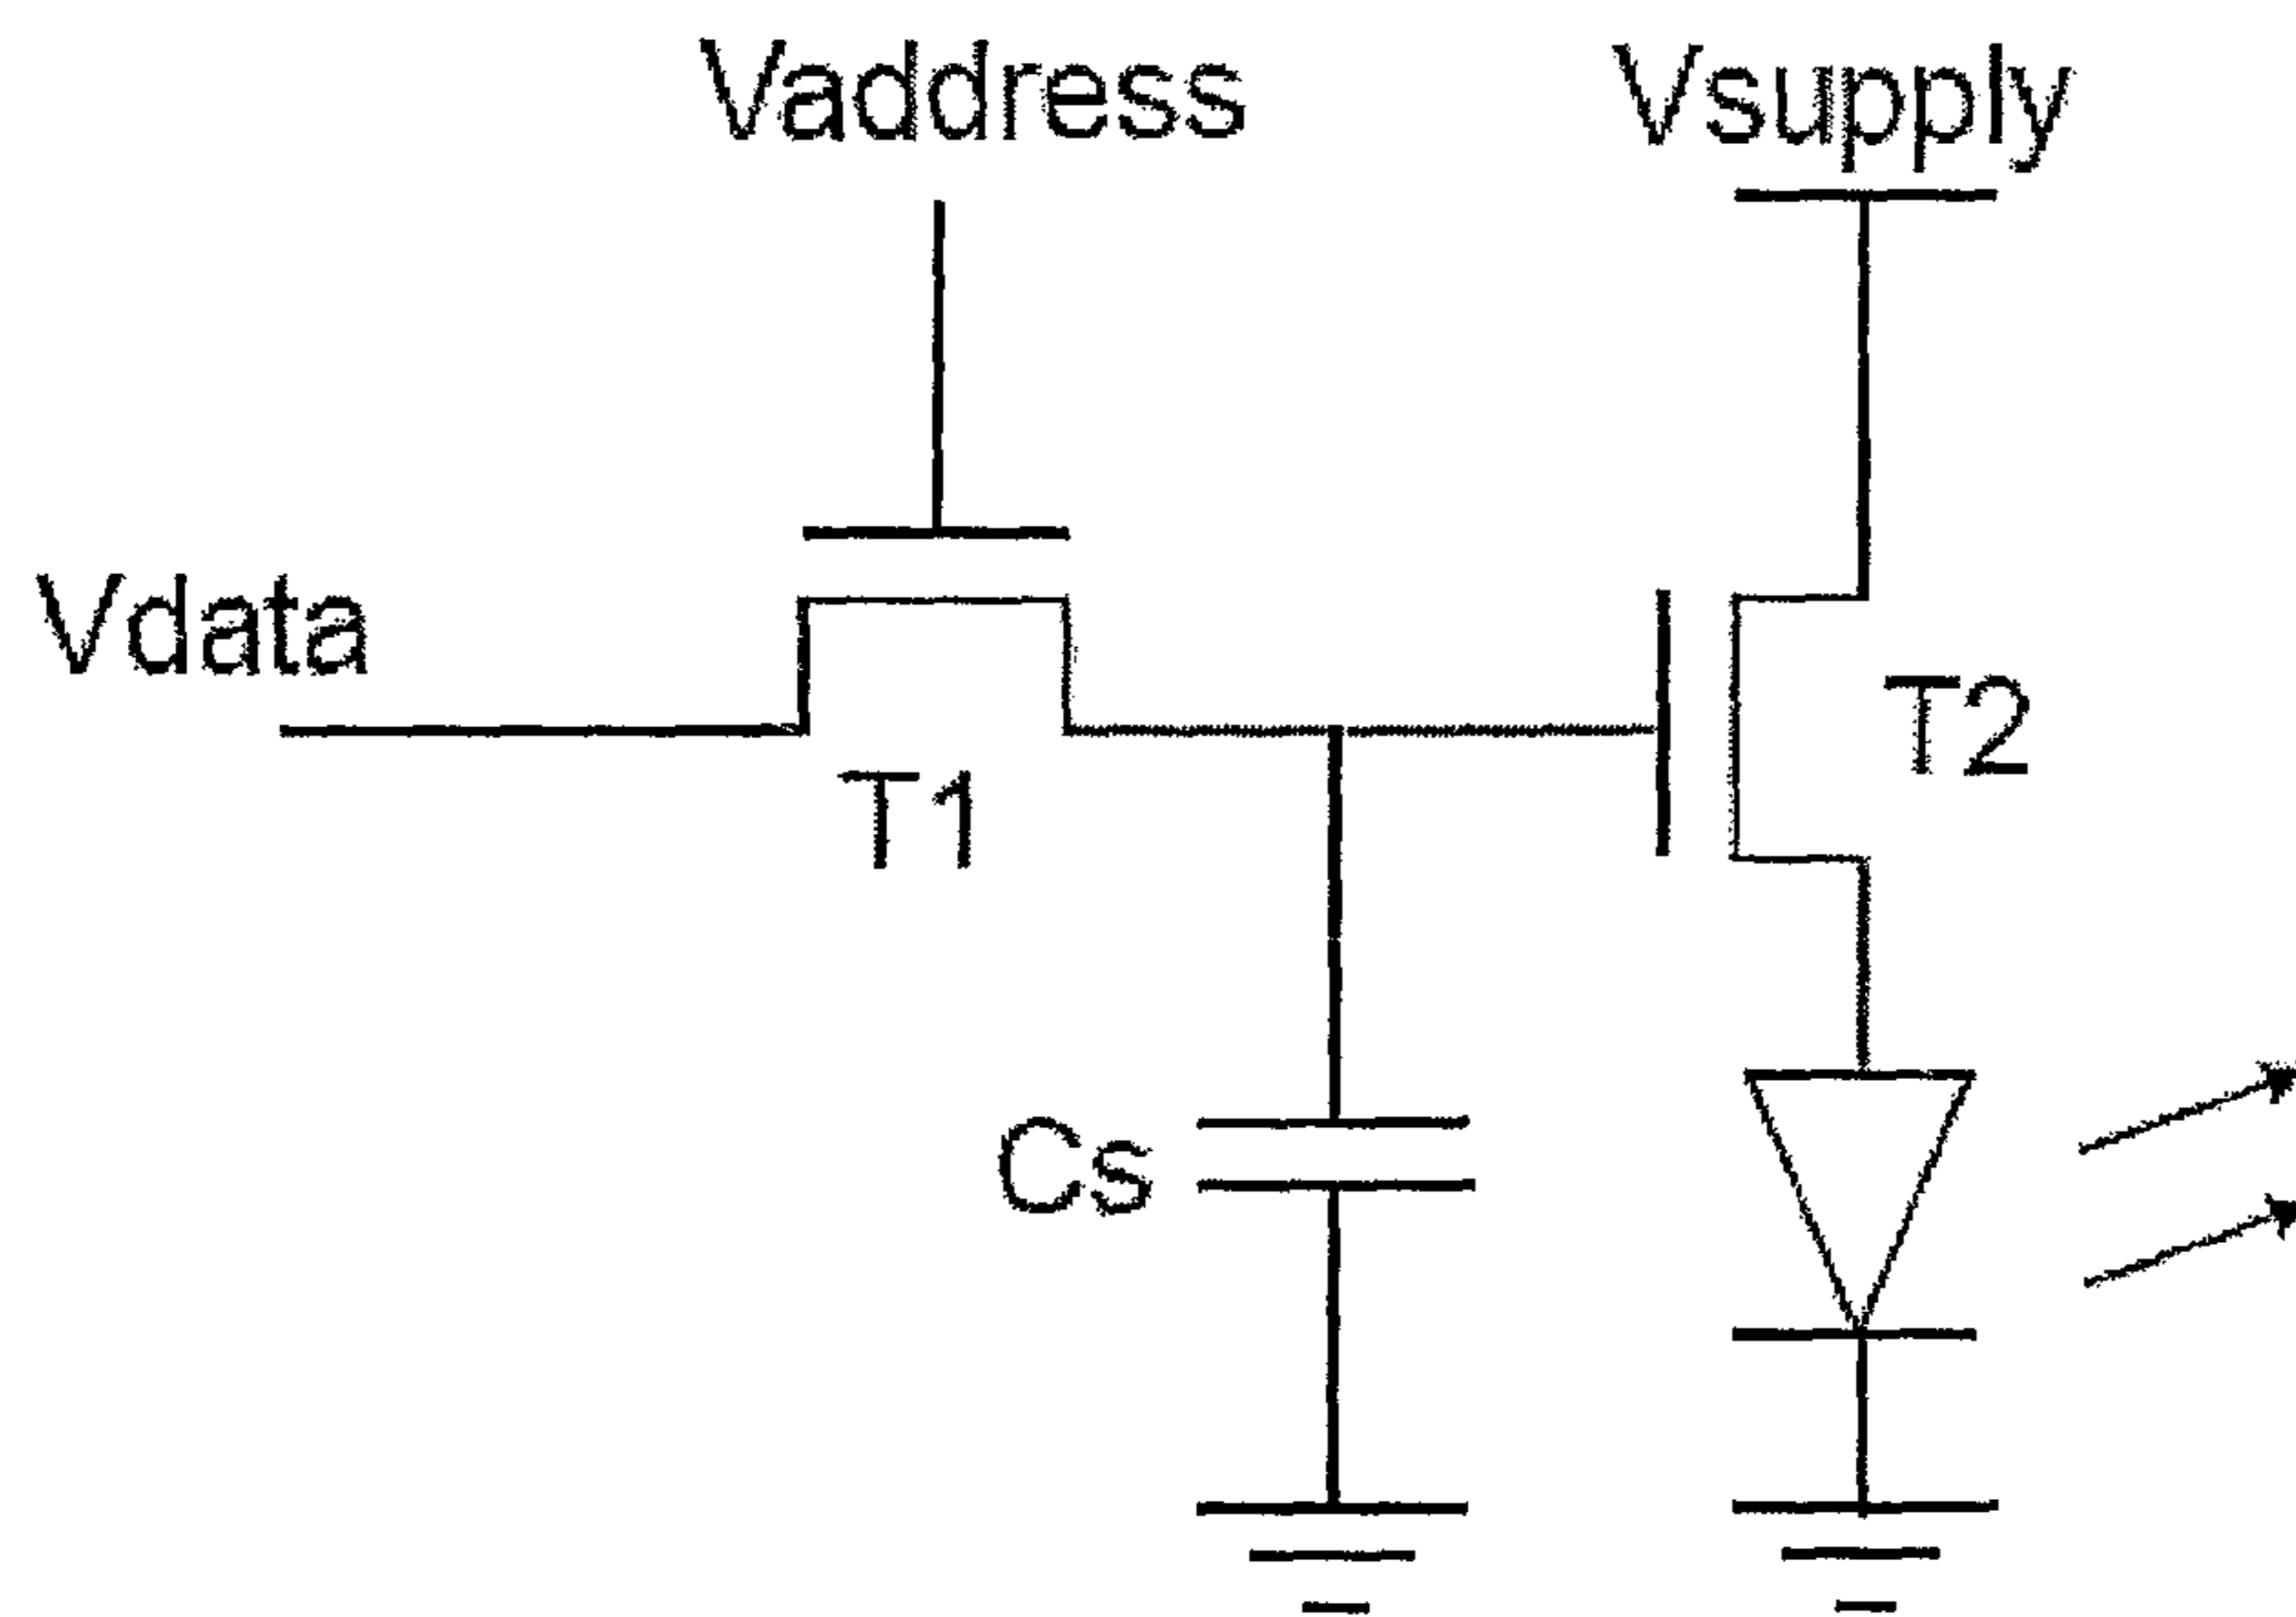 Vaddress
Vsupply
Vdata
T1
T2
Cs